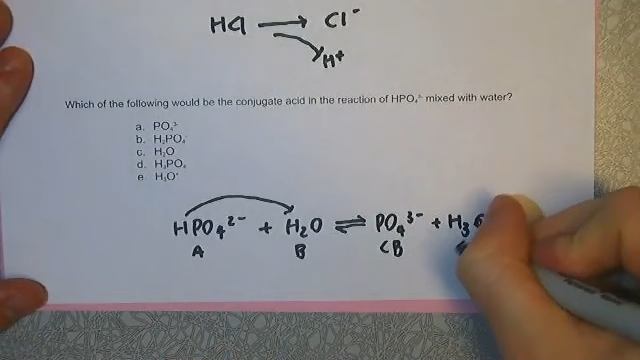 HCl → Cl⁻
H⁺
Which of the following would be the conjugate acid in the reaction of HPO₄²⁻ mixed with water?
a. PO₄³⁻
b. H₂PO₄⁻
c. H₂O
d. H₃PO₄
e H₃O⁺
HPO₄²⁻ + H₂O ⇌ PO₄³⁻ + H₃O
A B CB